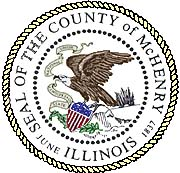 SEAL OF THE COUNTY OF McHENRY
JUNE ILLINOIS 1837